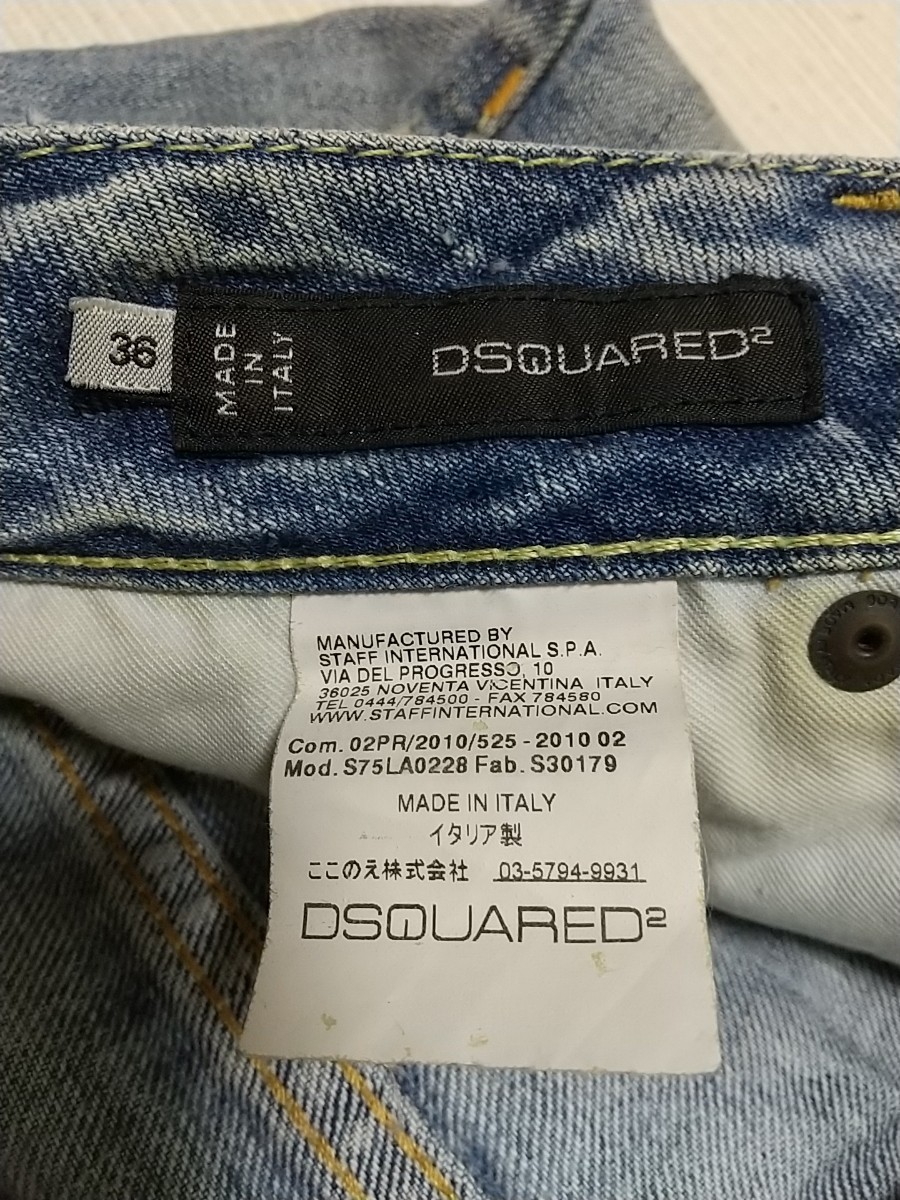 36
MADE
IN
ITALY
DSQUARED²
MANUFACTURED BY
STAFF INTERNATIONAL S.P.A.
VIA DEL PROGRESSO, 10
36025 NOVENTA VICENTINA ITALY
TEL 0444/784500 - FAX 784580
WWW.STAFFINTERNATIONAL.COM
Com. 02PR/2010/525 - 2010 02
Mod. S75LA0228 Fab. S30179
MADE IN ITALY
イタリア製
ここのえ株式会社 03-5794-9931
DSQUARED²